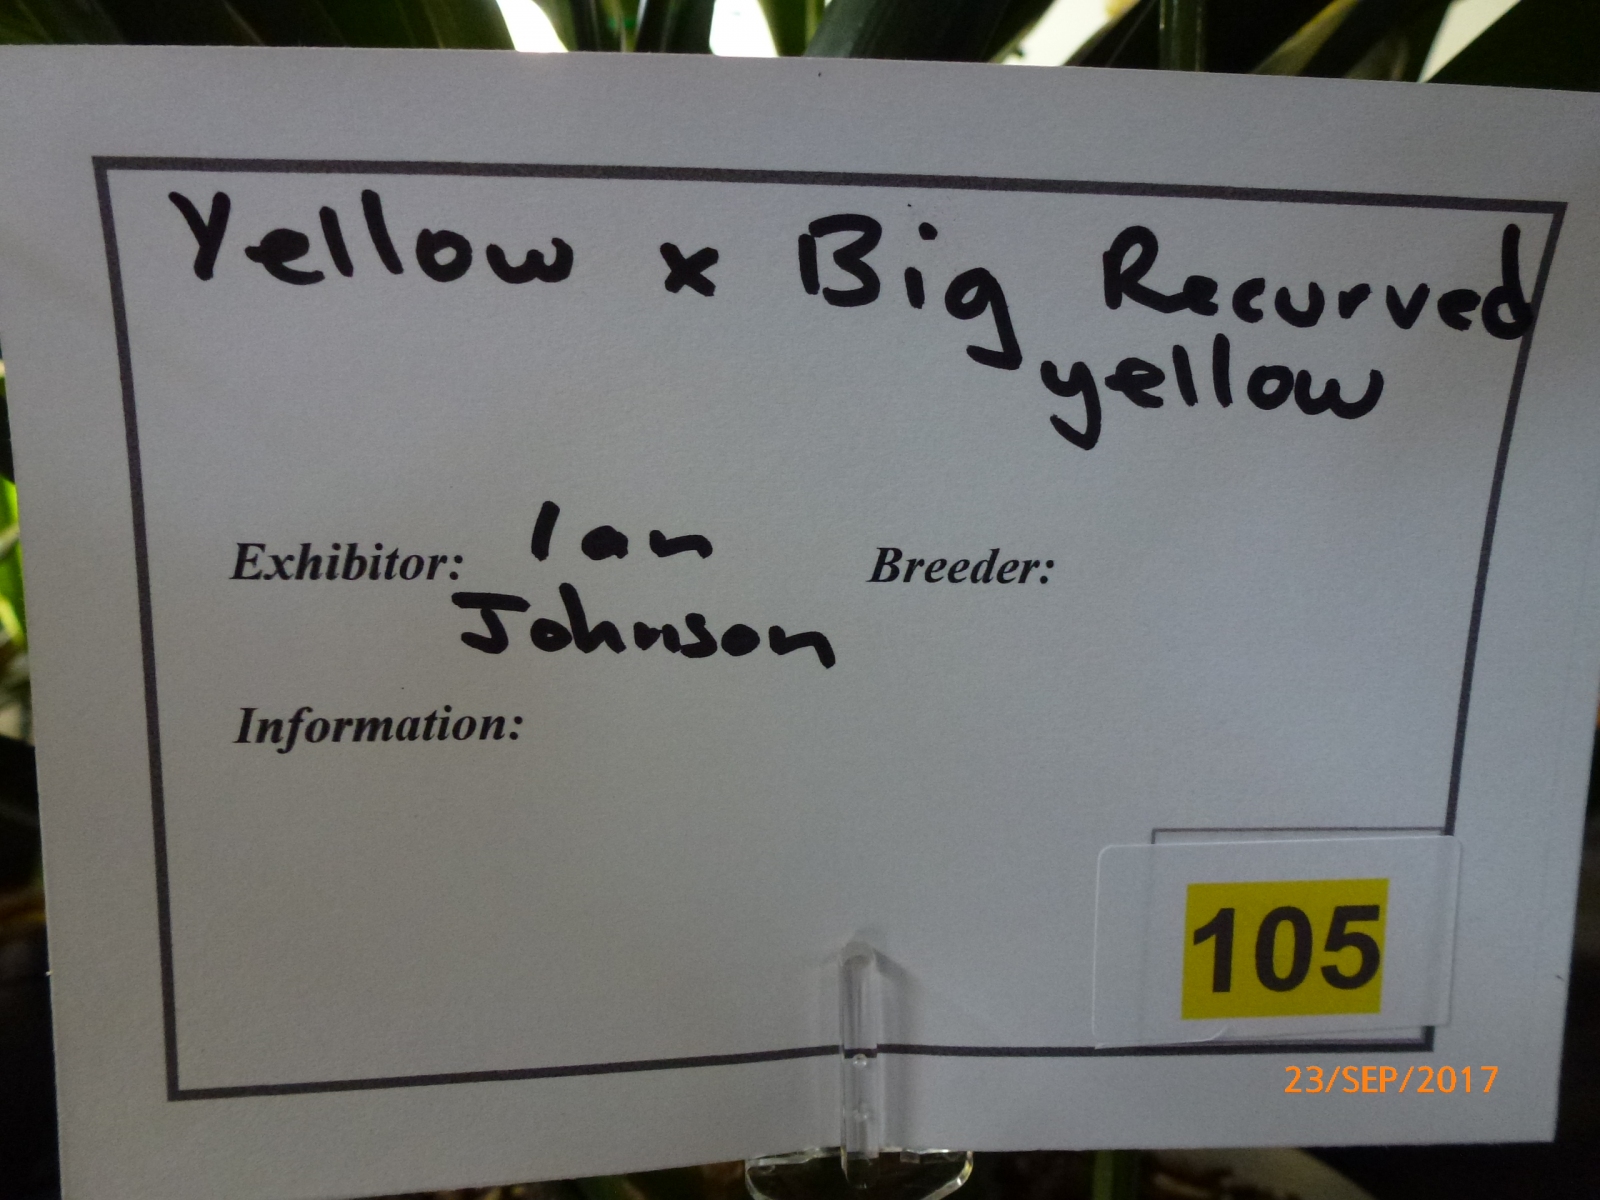 Yellow x Big Recurved
yellow
Exhibitor: Ian Breeder:
Johnson
Information:
105
23/SEP/2017